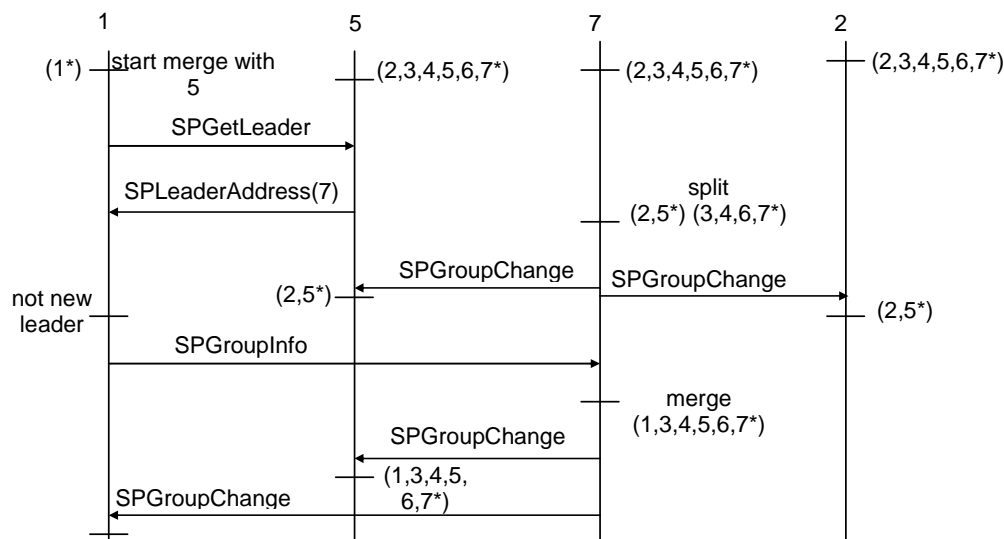 1
5
7
2
(1*)
start merge with
5
(2,3,4,5,6,7*)
(2,3,4,5,6,7*)
(2,3,4,5,6,7*)
SPGetLeader
SPLeaderAddress(7)
split
(2,5*) (3,4,6,7*)
SPGroupChange
SPGroupChange
not new
leader
(2,5*)
(2,5*)
SPGroupInfo
merge
(1,3,4,5,6,7*)
SPGroupChange
(1,3,4,5,
6,7*)
SPGroupChange